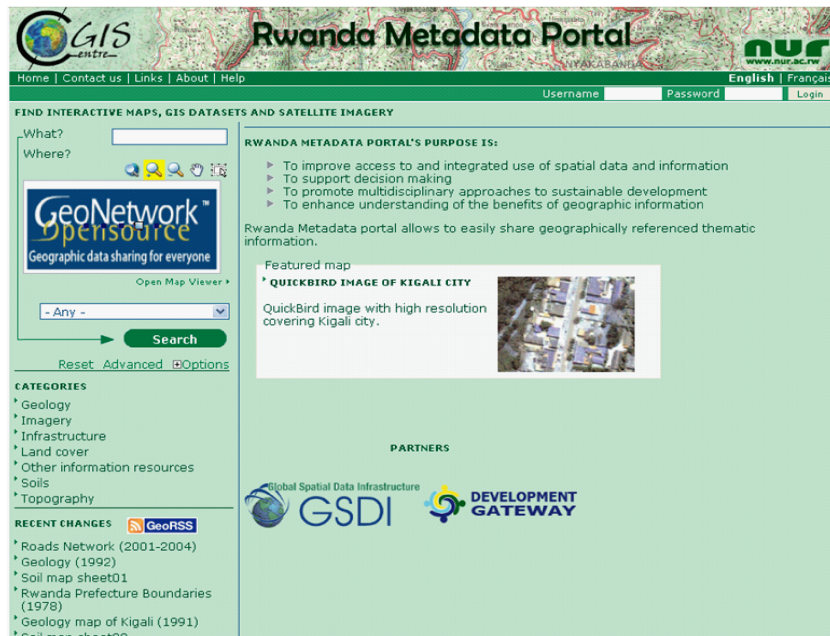 CGIS
Centre
Rwanda Metadata Portal
NYAKABANDA
nur
www.nur.ac.rw
Home | Contact us | Links | About | Help
English | Français
Username
Password
Login
FIND INTERACTIVE MAPS, GIS DATASETS AND SATELLITE IMAGERY
What?
Where?
GeoNetwork™
Opensource
Geographic data sharing for everyone
Open Map Viewer
- Any -
Search
Reset Advanced Options
CATEGORIES
Geology
Imagery
Infrastructure
Land cover
Other information resources
Soils
Topography
RECENT CHANGES GeoRSS
Roads Network (2001-2004)
Geology (1992)
Soil map sheet01
Rwanda Prefecture Boundaries
(1978)
Geology map of Kigali (1991)
RWANDA METADATA PORTAL'S PURPOSE IS:
To improve access to and integrated use of spatial data and information
To support decision making
To promote multidisciplinary approaches to sustainable development
To enhance understanding of the benefits of geographic information
Rwanda Metadata portal allows to easily share geographically referenced thematic
information.
Featured map
QUICKBIRD IMAGE OF KIGALI CITY
QuickBird image with high resolution
covering Kigali city.
PARTNERS
Global Spatial Data Infrastructure
GSDI
DEVELOPMENT
GATEWAY